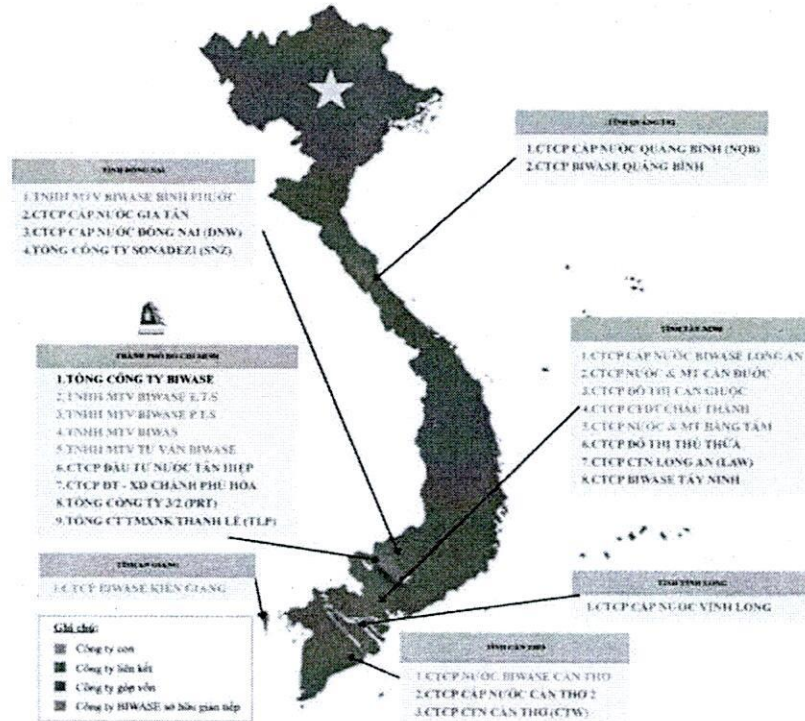 TỈNH QUẢNG TRỊ
1.CTCP CẤP NƯỚC QUẢNG BÌNH (NQB)
2.CTCP BIWASE QUẢNG BÌNH
TỈNH ĐỒNG NAI
1.TNHH MTV BIWASE BÌNH PHƯỚC
2.CTCP CẤP NƯỚC GIA TÂN
3.CTCP CẤP NƯỚC ĐỒNG NAI (DNW)
4.TỔNG CÔNG TY SONADEZI (SNZ)
THÀNH PHỐ HỒ CHÍ MINH
1.TỔNG CÔNG TY BIWASE
2.TNHH MTV BIWASE E.T.S
3.TNHH MTV BIWASE P.T.S
4.TNHH MTV BIWAS
5.TNHH MTV TƯ VẤN BIWASE
6.CTCP ĐẦU TƯ NƯỚC TÂN HIỆP
7.CTCP ĐT - XD CHÁNH PHÚ HÒA
8.TỔNG CÔNG TY 3/2 (PRT)
9.TỔNG CT TMXNK THANH LỄ (TLP)
TỈNH TÂY NINH
1.CTCP CẤP NƯỚC BIWASE LONG AN
2.CTCP NƯỚC & MT CẦN ĐƯỚC
3.CTCP ĐÔ THỊ CẦN GIUỘC
4.CTCP CTĐT CHÂU THÀNH
5.CTCP NƯỚC & MT BẰNG TÂM
6.CTCP ĐÔ THỊ THỦ THỪA
7.CTCP CTN LONG AN (LAW)
8.CTCP BIWASE TÂY NINH
TỈNH AN GIANG
1.CTCP BIWASE KIÊN GIANG
TỈNH VĨNH LONG
1.CTCP CẤP NƯỚC VĨNH LONG
TỈNH CẦN THƠ
1.CTCP NƯỚC BIWASE CẦN THƠ
2.CTCP CẤP NƯỚC CẦN THƠ 2
3.CTCP CTN CẦN THƠ (CTW)
Ghi chú:
Công ty con
Công ty liên kết
Công ty góp vốn
Công ty BIWASE sở hữu gián tiếp